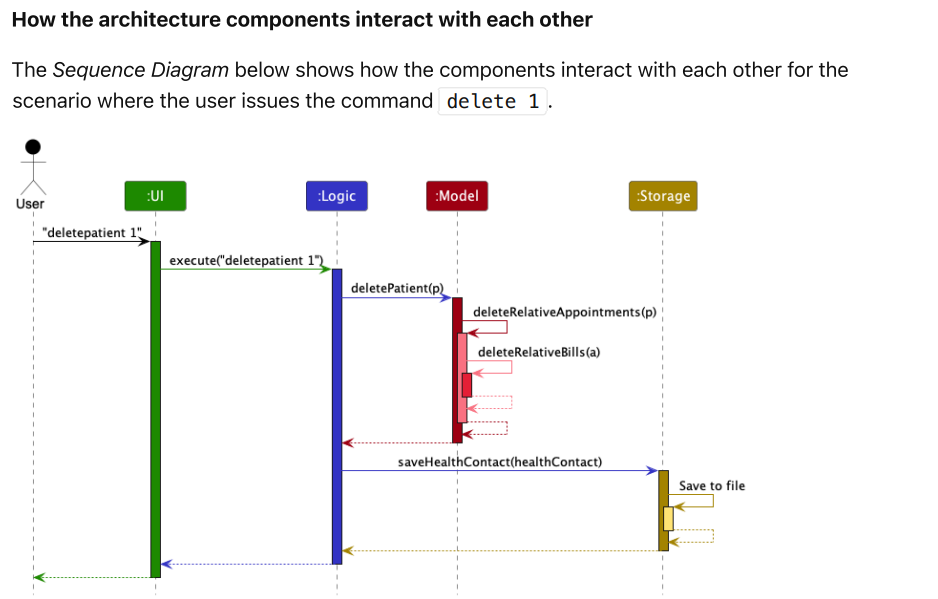 How the architecture components interact with each other
The Sequence Diagram below shows how the components interact with each other for the
scenario where the user issues the command delete 1 .
User
:UI
:Logic
:Model
:Storage
"deletepatient 1"
execute("deletepatient 1")
deletePatient(p)
deleteRelativeAppointments(p)
deleteRelativeBills(a)
saveHealthContact(healthContact)
Save to file